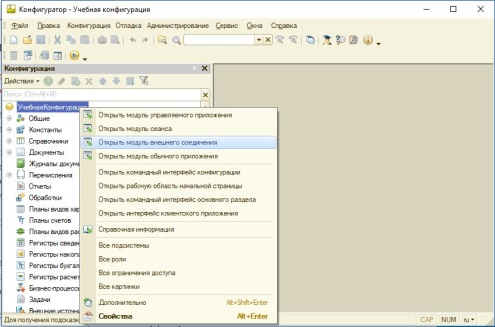 Конфигуратор - Учебная конфигурация
Файл Правка Конфигурация Отладка Администрирование Сервис Окна Справка
Конфигурация
Действия
Поиск (Ctrl+Alt+M)
УчебнаяКонфигурация
Общие
Константы
Справочники
Документы
Журналы докуме
Перечисления
Отчеты
Обработки
Планы видов хар
Планы счетов
Планы видов рас
Регистры сведен
Регистры накопл
Регистры бухгал
Регистры расчет
Бизнес-процессы
Задачи
Внешние источни
Открыть модуль управляемого приложения
Открыть модуль сеанса
Открыть модуль внешнего соединения
Открыть модуль обычного приложения
Открыть командный интерфейс конфигурации
Открыть рабочую область начальной страницы
Открыть командный интерфейс основного раздела
Открыть интерфейс клиентского приложения
Справочная информация
Все подсистемы
Все роли
Все ограничения доступа
Все картинки
Дополнительно Alt+Shift+Enter
Свойства Alt+Enter
Для получения подсказк
CAP NUM ru